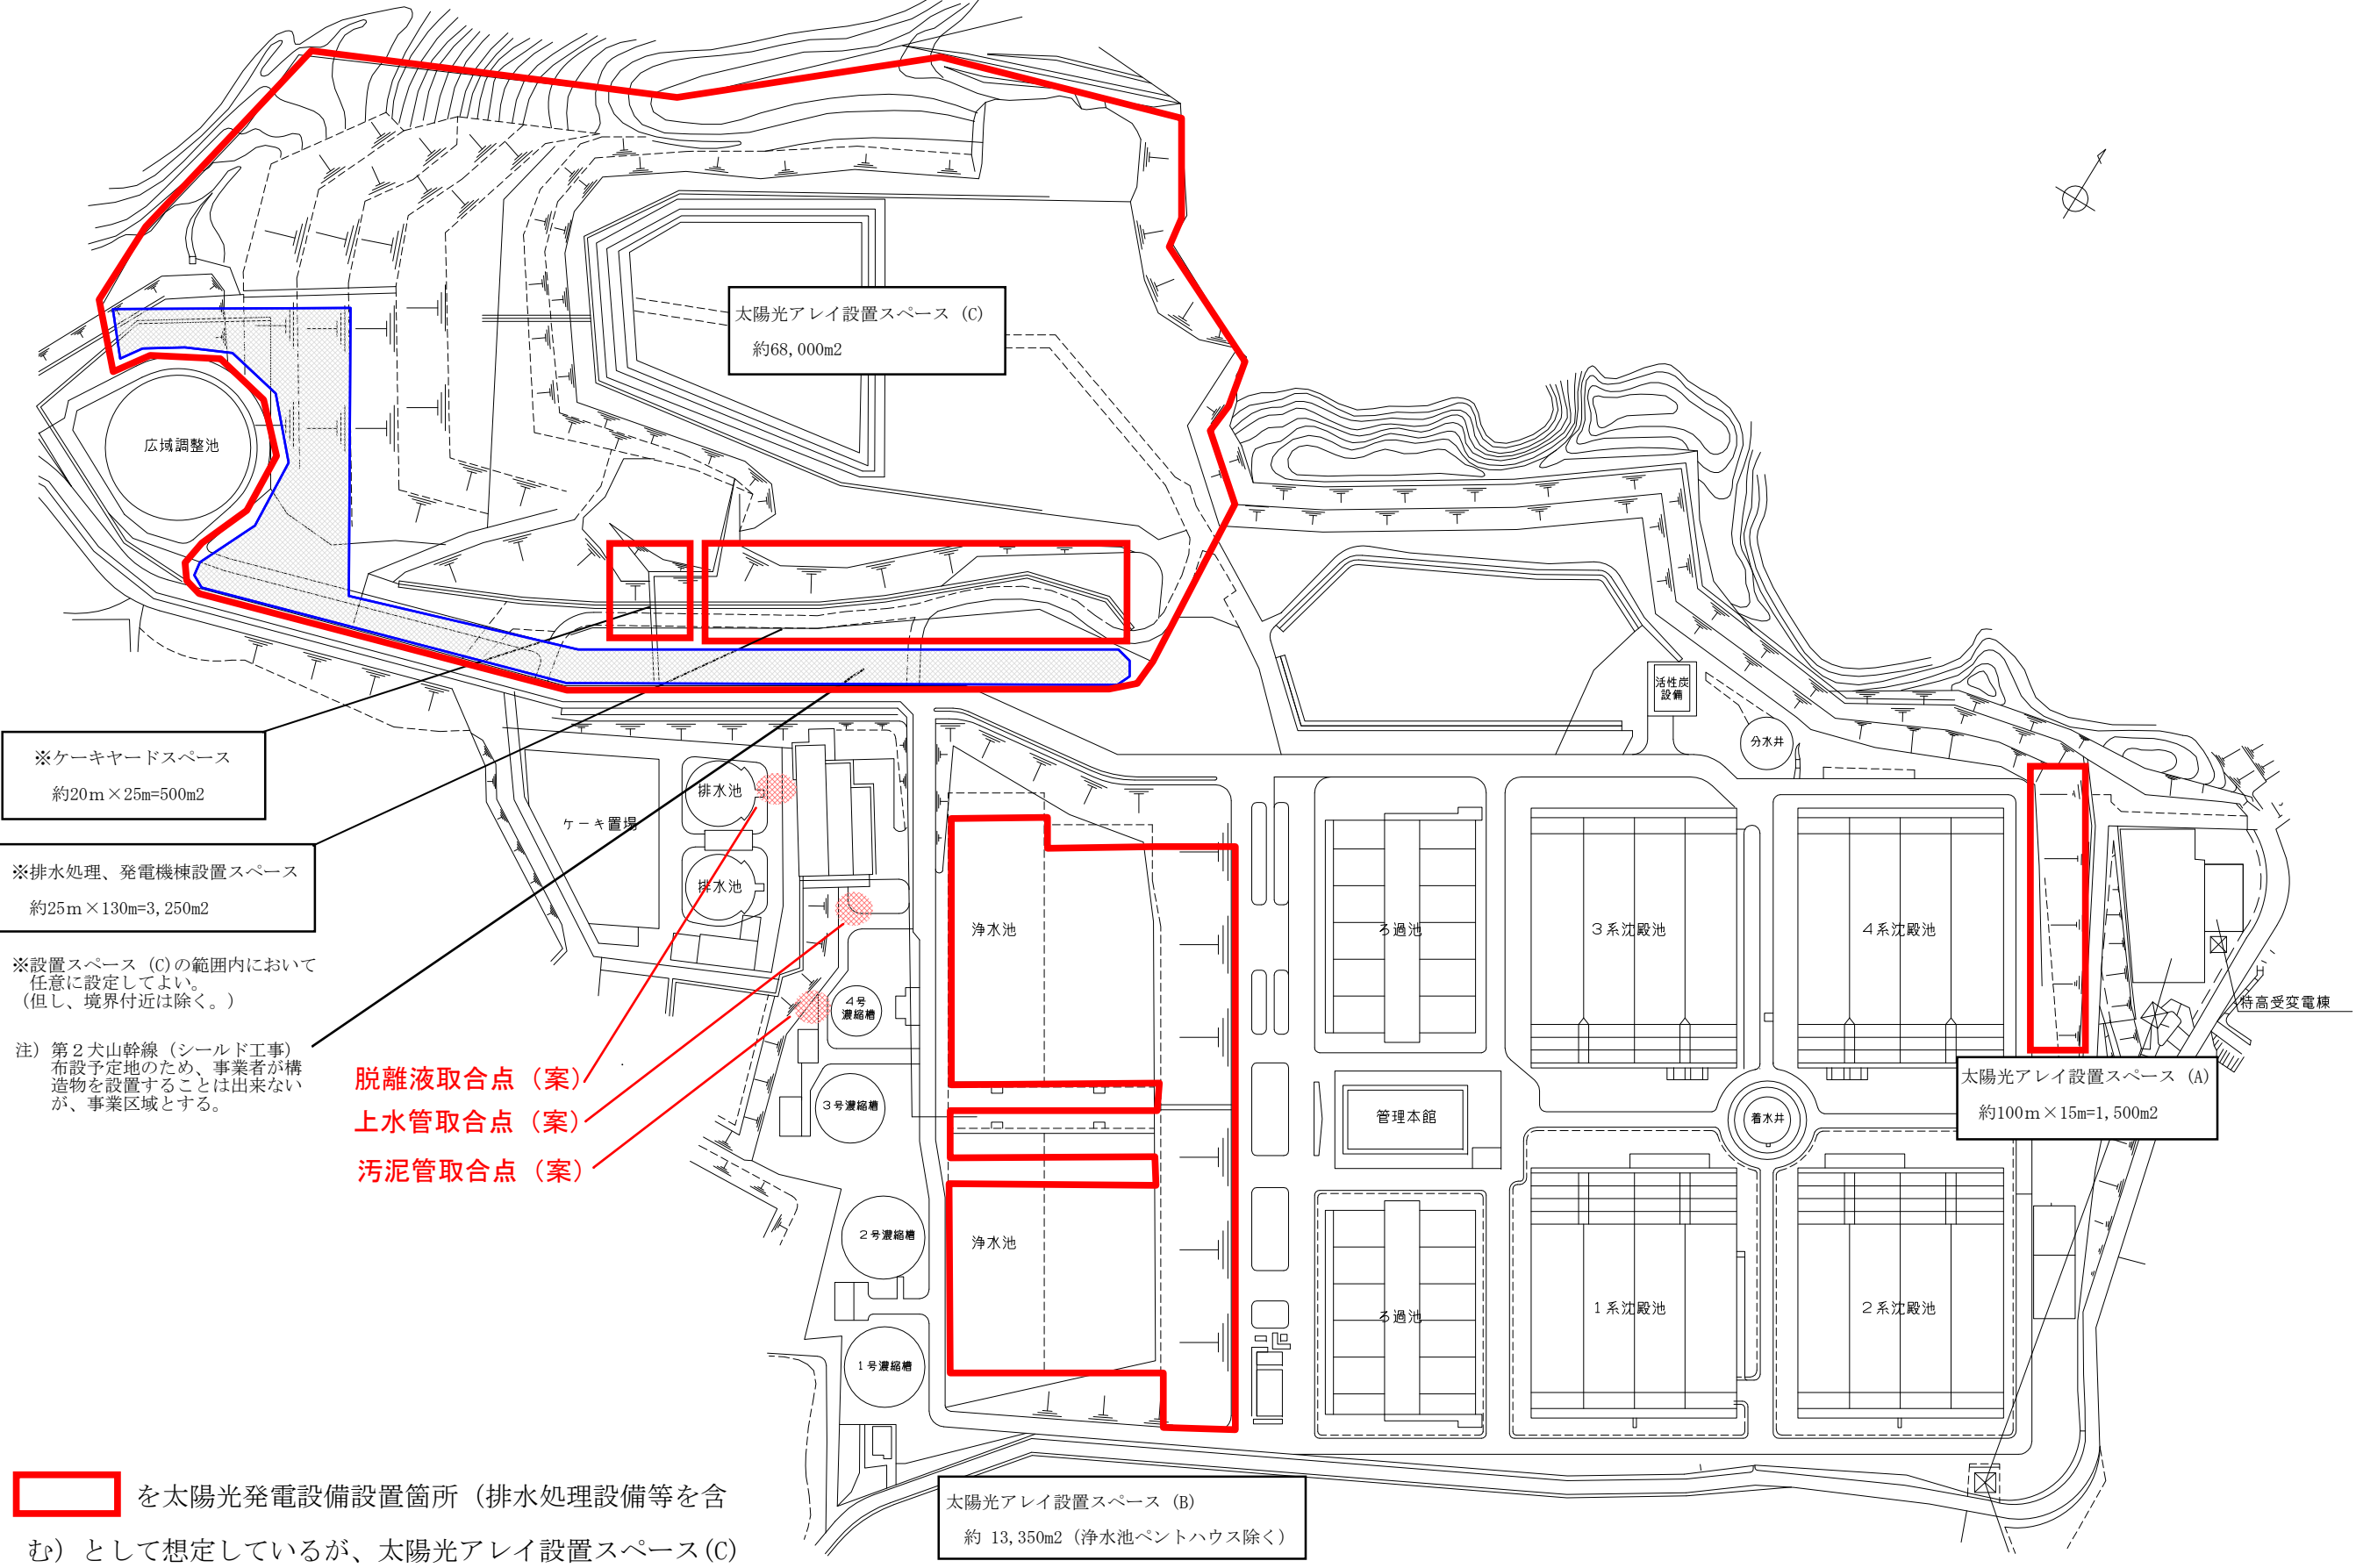 太陽光アレイ設置スペース (C)
約68,000m2
広域調整池
活性炭
設備
分水井
※ケーキヤードスペース
約20m×25m=500m2
※排水処理、発電機棟設置スペース
約25m×130m=3,250m2
※設置スペース (C)の範囲内において
任意に設定してよい。
(但し、境界付近は除く。)
注) 第2犬山幹線 (シールド工事)
布設予定地のため、事業者が構
造物を設置することは出来ない
が、事業区域とする。
ケーキ置場
排水池
排水池
脱離液取合点(案)
上水管取合点(案)
汚泥管取合点(案)
4号
濃縮槽
3号濃縮槽
2号濃縮槽
1号濃縮槽
浄水池
浄水池
ろ過池
ろ過池
管理本館
3系沈殿池
4系沈殿池
着水井
1系沈殿池
2系沈殿池
特高受変電棟
太陽光アレイ設置スペース (A)
約100m×15m=1,500m2
太陽光アレイ設置スペース (B)
約 13,350m2 (浄水池ペントハウス除く)
を太陽光発電設備設置箇所(排水処理設備等を含
む)として想定しているが、太陽光アレイ設置スペース(C)